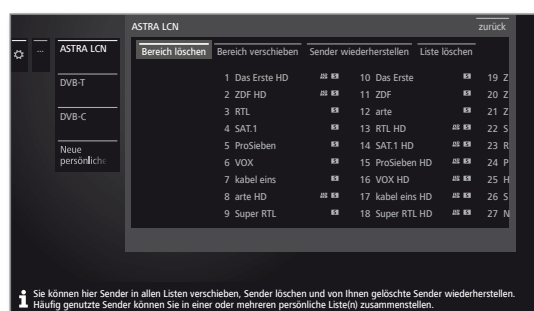 ASTRA LCN zurück
... ASTRA LCN
DVB-T
DVB-C
Neue
persönliche
Bereich löschen Bereich verschieben Sender wiederherstellen Liste löschen
1 Das Erste HD 10 Das Erste 19 Z
2 ZDF HD 11 ZDF 20 Z
3 RTL 12 arte 21 Z
4 SAT.1 13 RTL HD 22 S
5 ProSieben 14 SAT.1 HD 23 R
6 VOX 15 ProSieben HD 24 P
7 kabel eins 16 VOX HD 25 H
8 arte HD 17 kabel eins HD 26 S
9 Super RTL 18 Super RTL HD 27 N
Sie können hier Sender in allen Listen verschieben, Sender löschen und von Ihnen gelöschte Sender wiederherstellen.
Häufig genutzte Sender können Sie in einer oder mehreren persönliche Liste(n) zusammenstellen.